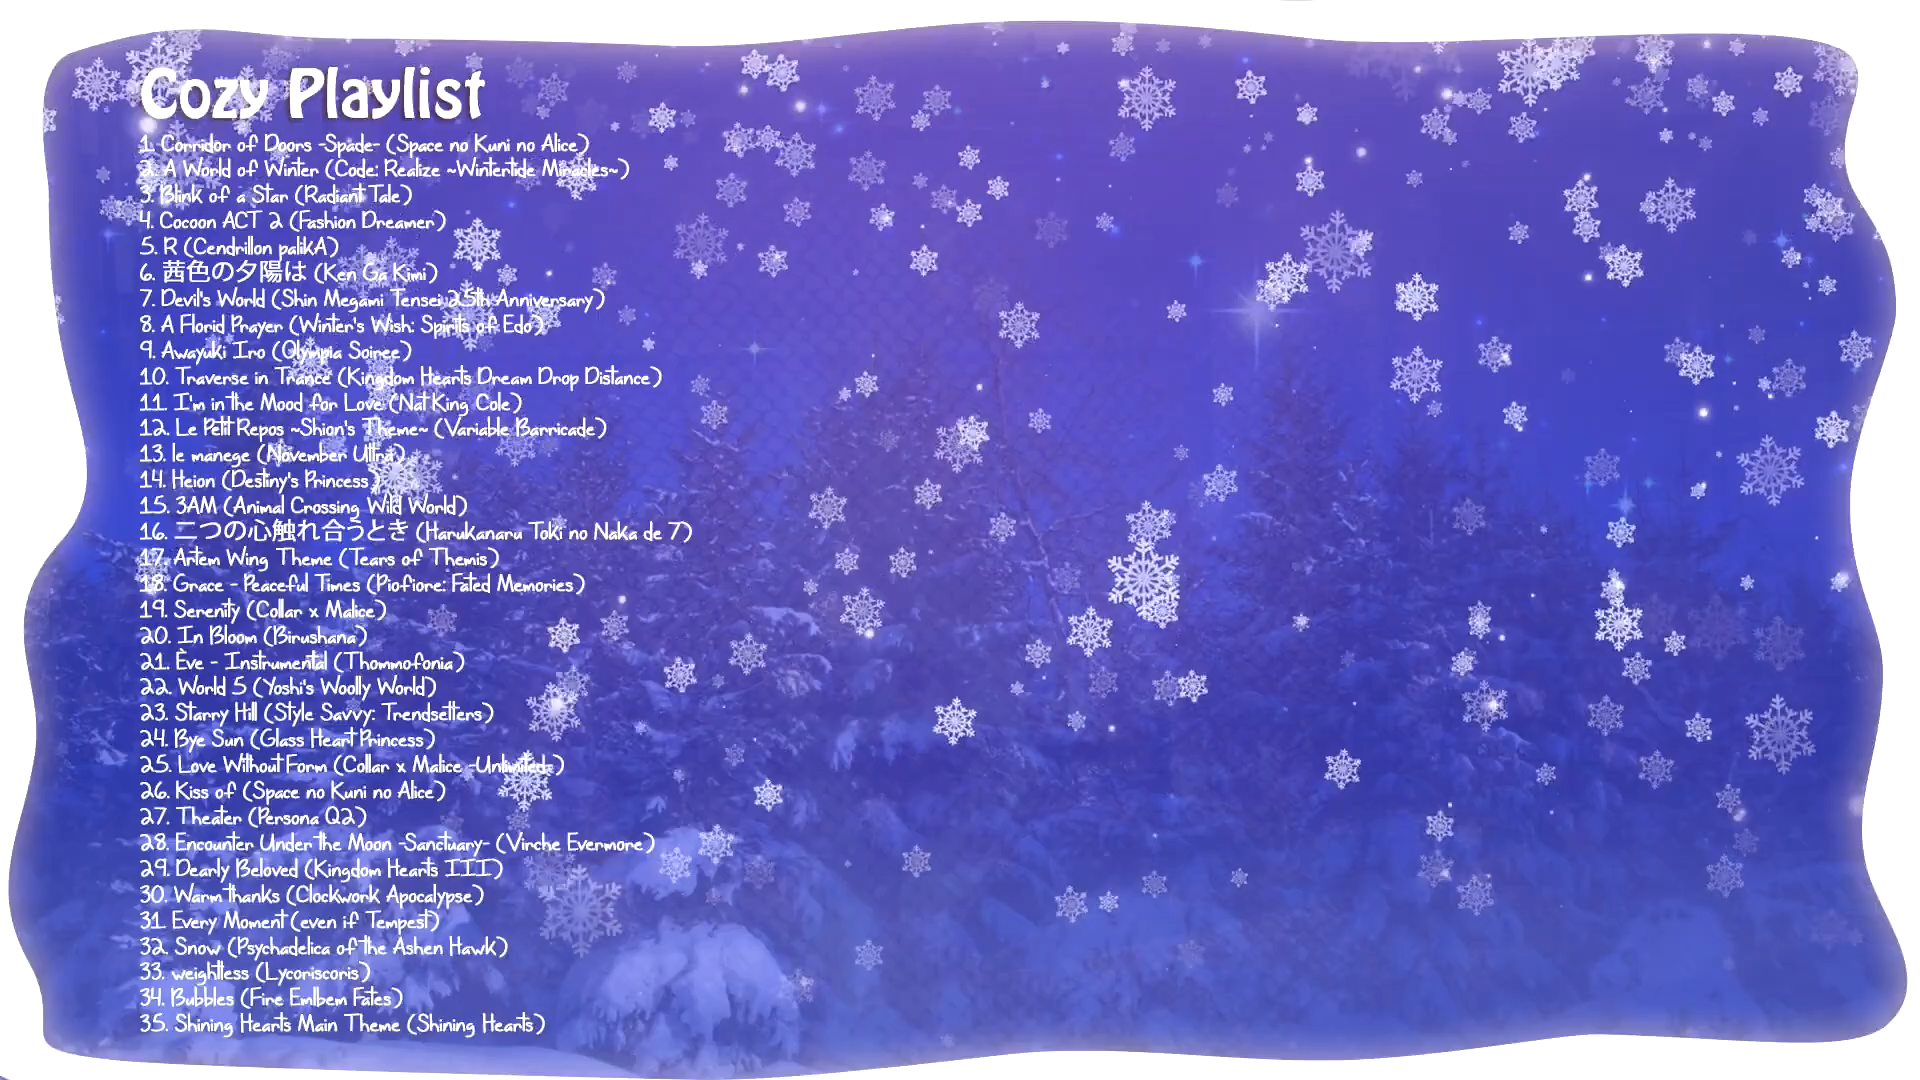 Cozy Playlist
1. Corridor of Doors -Spade- (Space no Kuni no Alice)
2. A World of Winter (Code: Realize ~Wintertide Miracles~)
3. Blink of a Star (Radiant Tale)
4. Cocoon ACT 2 (Fashion Dreamer)
5. R (Cendrillon palikA)
6. 茜色の夕陽は (Ken Ga Kimi)
7. Devil's World (Shin Megami Tensei 25th Anniversary)
8. A Florid Prayer (Winter's Wish: Spirits of Edo)
9. Awayuki Iro (Olympia Soiree)
10. Traverse in Trance (Kingdom Hearts Dream Drop Distance)
11. I'm in the Mood for Love (Nat King Cole)
12. Le Petit Repos ~Shion's Theme~ (Variable Barricade)
13. le manege (November Ultra)
14. Heion (Destiny's Princess)
15. 3AM (Animal Crossing Wild World)
16. 二つの心触れ合うとき (Harukanaru Toki no Naka de 7)
17. Artem Wing Theme (Tears of Themis)
18. Grace - Peaceful Times (Piofiore: Fated Memories)
19. Serenity (Collar x Malice)
20. In Bloom (Birushana)
21. Ève - Instrumental (Thommofonia)
22. World 5 (Yoshi's Woolly World)
23. Starry Hill (Style Savvy: Trendsetters)
24. Bye Sun (Glass Heart Princess)
25. Love Without Form (Collar x Malice -Unlimited-)
26. Kiss of (Space no Kuni no Alice)
27. Theater (Persona Q2)
28. Encounter Under the Moon -Sanctuary- (Virche Evermore)
29. Dearly Beloved (Kingdom Hearts III)
30. Warm thanks (Clockwork Apocalypse)
31. Every Moment (even if Tempest)
32. Snow (Psychadelica of the Ashen Hawk)
33. weightless (Lycoriscoris)
34. Bubbles (Fire Emlbem Fates)
35. Shining Hearts Main Theme (Shining Hearts)